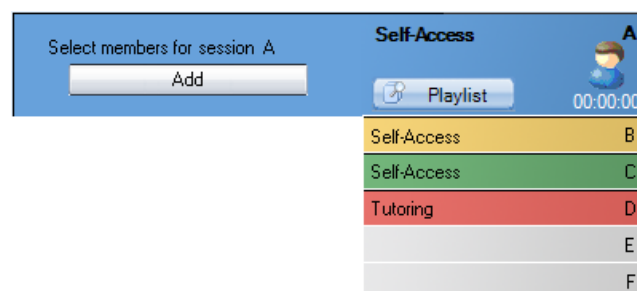 Select members for session A
Add
Self-Access A
Playlist
00:00:00
Self-Access B
Self-Access C
Tutoring D
E
F